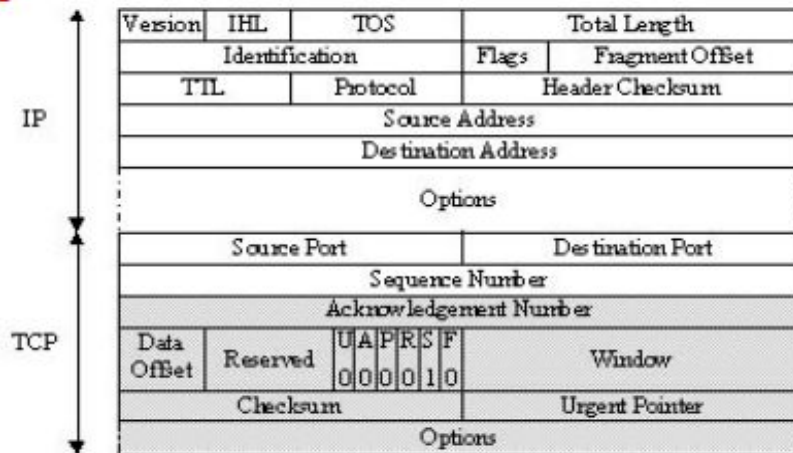 Version IHL TOS Total Length
Identification Flags Fragment Offset
TTL Protocol Header Checksum
IP
Source Address
Destination Address
Options
Source Port Destination Port
Sequence Number
Acknowledgement Number
TCP
Data Offset Reserved U A P R S F Window
0 0 0 0 1 0
Checksum Urgent Pointer
Options